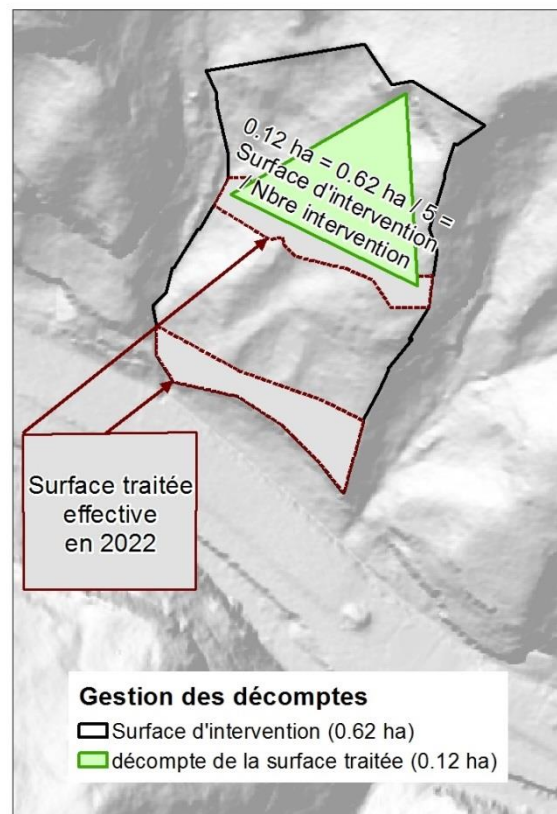 0.12 ha = 0.62 ha / 5 =
Surface d'intervention
/ Nbre intervention
Surface traitée
effective
en 2022
Gestion des décomptes
Surface d'intervention (0.62 ha)
décompte de la surface traitée (0.12 ha)